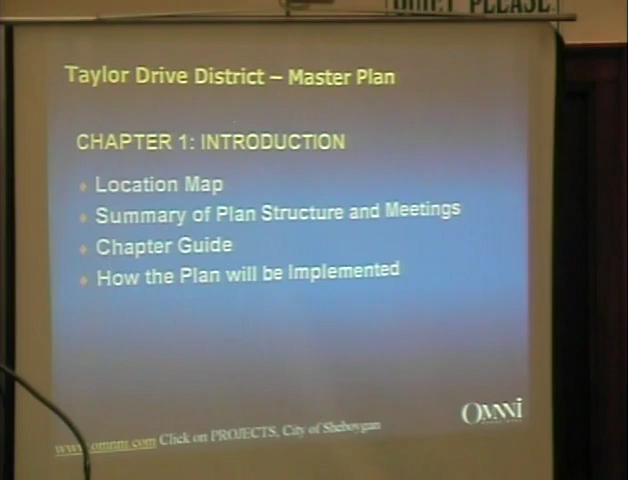 QUIET PLEASE
Taylor Drive District – Master Plan
CHAPTER 1: INTRODUCTION
Location Map
Summary of Plan Structure and Meetings
Chapter Guide
How the Plan will be Implemented
OMNNI
www.omnni.com Click on PROJECTS, City of Sheboygan